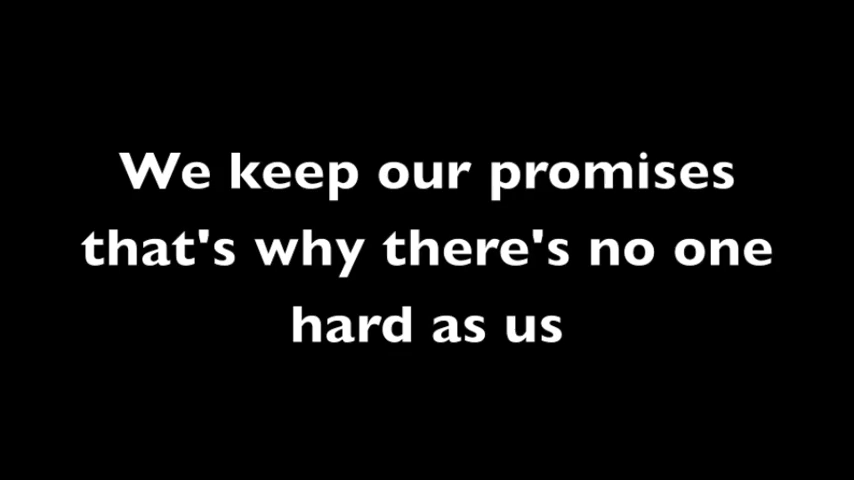 We keep our promises
that's why there's no one
hard as us